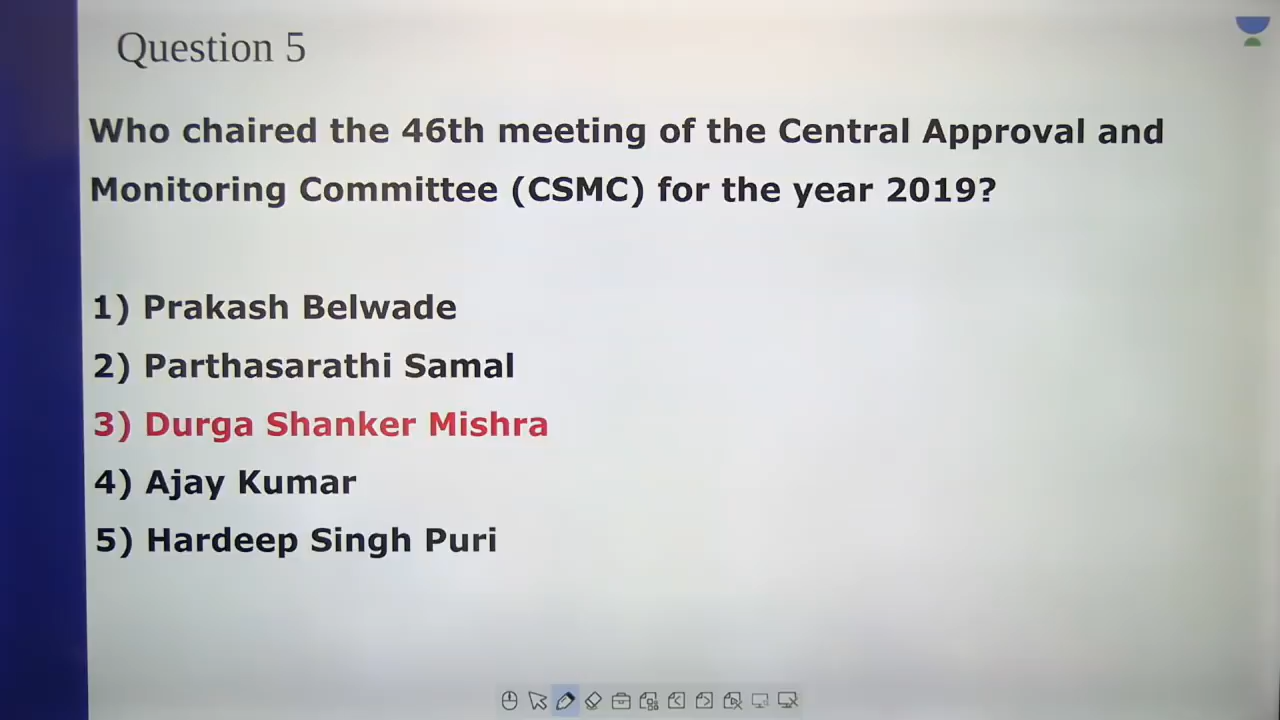 Question 5
Who chaired the 46th meeting of the Central Approval and
Monitoring Committee (CSMC) for the year 2019?
1) Prakash Belwade
2) Parthasarathi Samal
3) Durga Shanker Mishra
4) Ajay Kumar
5) Hardeep Singh Puri